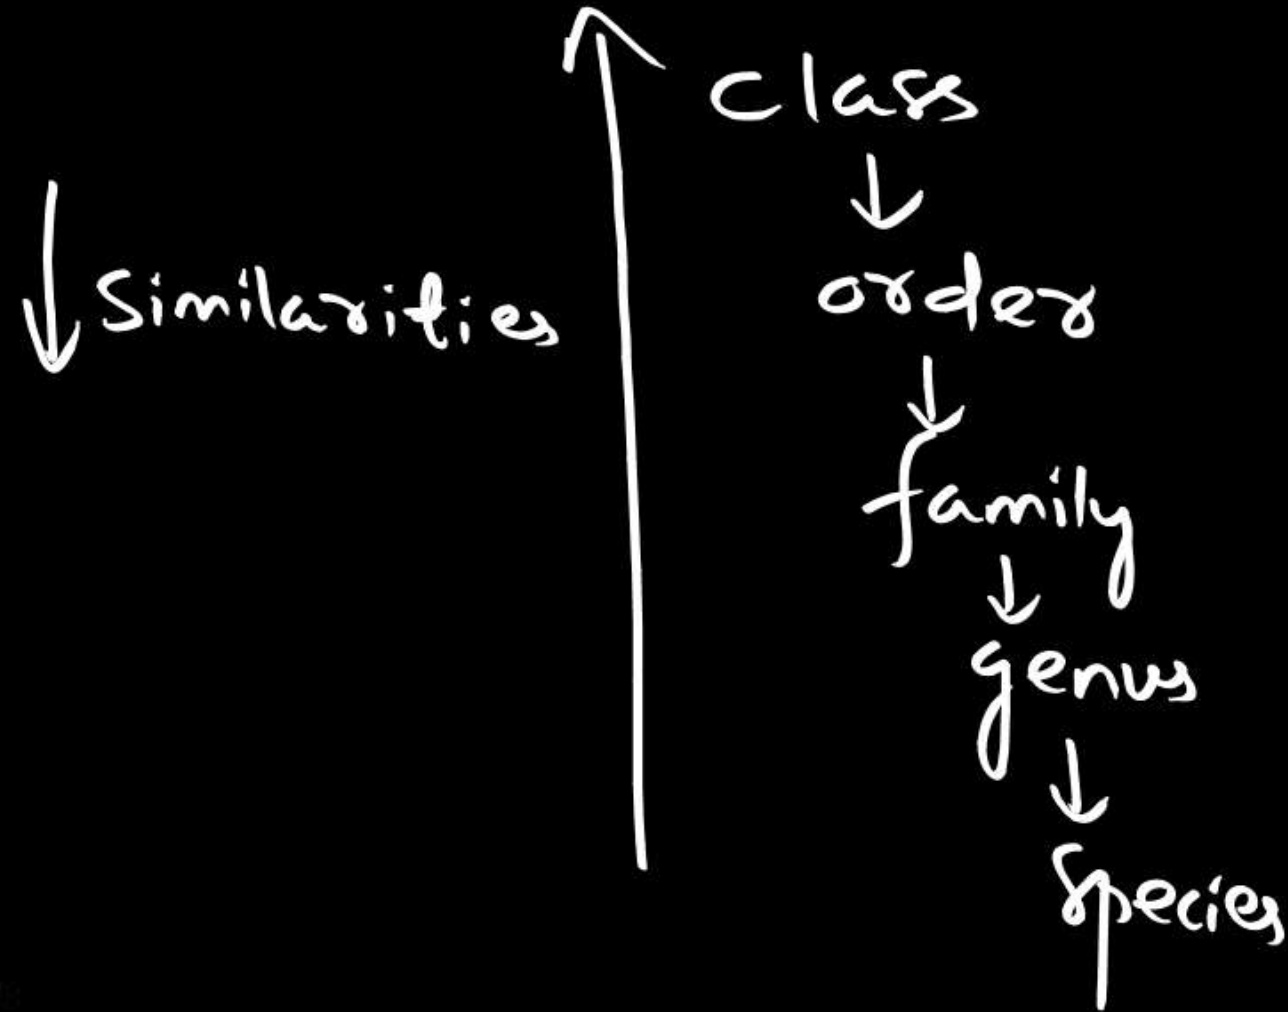 class
order
↓ Similarities
family
genus
Species